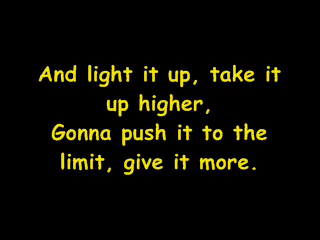 And light it up, take it
up higher,
Gonna push it to the
limit, give it more.